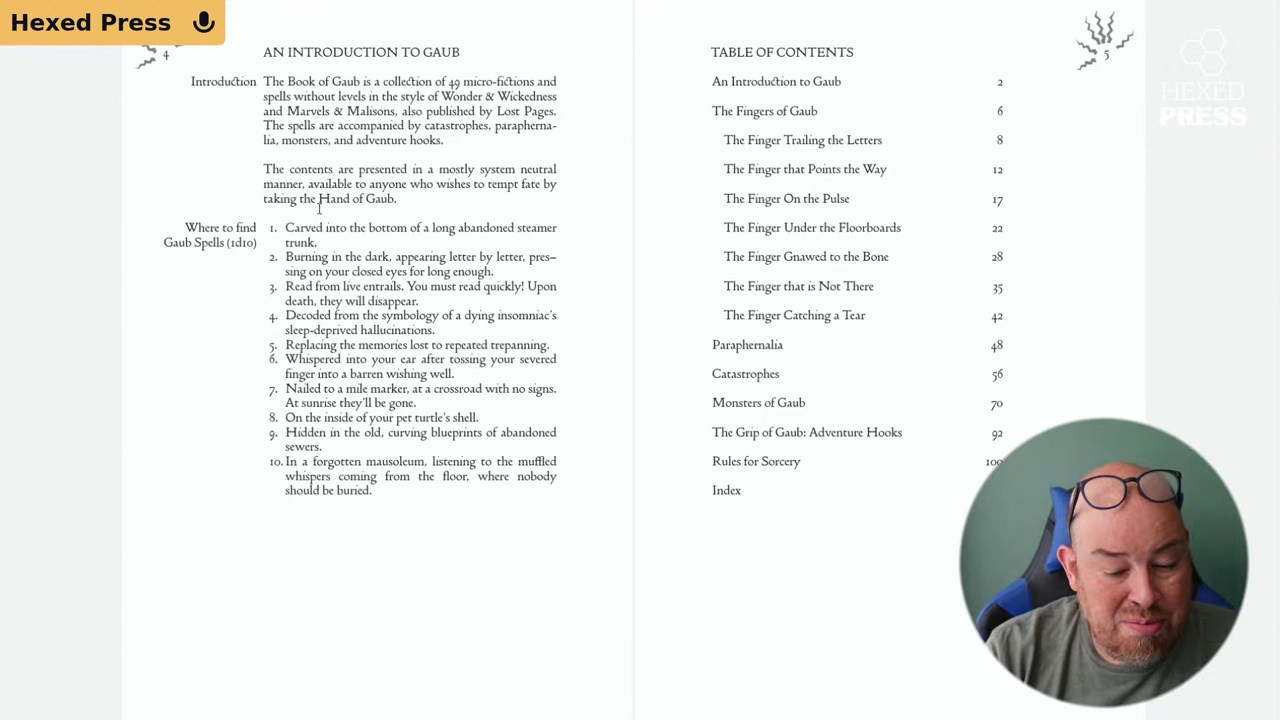 Hexed Press
4
AN INTRODUCTION TO GAUB
Introduction
The Book of Gaub is a collection of 49 micro-fictions and
spells without levels in the style of Wonder & Wickedness
and Marvels & Malisons, also published by Lost Pages.
The spells are accompanied by catastrophes, parapherna-
lia, monsters, and adventure hooks.
The contents are presented in a mostly system neutral
manner, available to anyone who wishes to tempt fate by
taking the Hand of Gaub.
Where to find
Gaub Spells (1d10)
1. Carved into the bottom of a long abandoned steamer
trunk.
2. Burning in the dark, appearing letter by letter, pres-
sing on your closed eyes for long enough.
3. Read from live entrails. You must read quickly! Upon
death, they will disappear.
4. Decoded from the symbology of a dying insomniac's
sleep-deprived hallucinations.
5. Replacing the memories lost to repeated trepanning.
6. Whispered into your ear after tossing your severed
finger into a barren wishing well.
7. Nailed to a mile marker, at a crossroad with no signs.
At sunrise they'll be gone.
8. On the inside of your pet turtle's shell.
9. Hidden in the old, curving blueprints of abandoned
sewers.
10. In a forgotten mausoleum, listening to the muffled
whispers coming from the floor, where nobody
should be buried.
5
TABLE OF CONTENTS
An Introduction to Gaub 2
The Fingers of Gaub 6
The Finger Trailing the Letters 8
The Finger that Points the Way 12
The Finger On the Pulse 17
The Finger Under the Floorboards 22
The Finger Gnawed to the Bone 28
The Finger that is Not There 35
The Finger Catching a Tear 42
Paraphernalia 48
Catastrophes 56
Monsters of Gaub 70
The Grip of Gaub: Adventure Hooks 92
Rules for Sorcery
Index
HEXED
PRESS